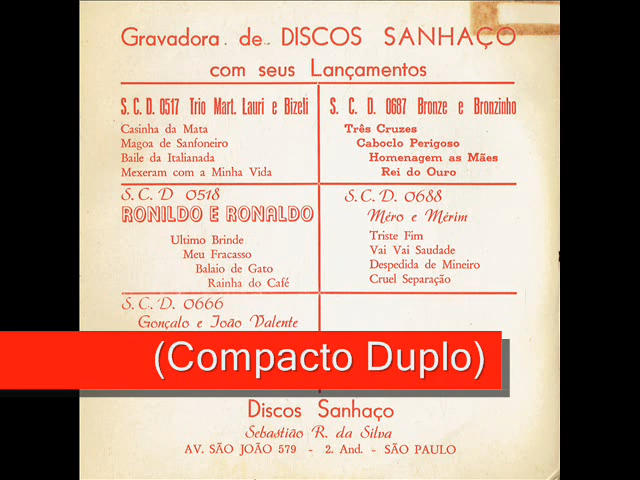 Gravadora de DISCOS SANHAÇO
com seus Lançamentos
S. C. D. 0517 Trio Mart. Lauri e Bizeli
Casinha da Mata
Magoa de Sanfoneiro
Baile da Italianada
Mexeram com a Minha Vida
S. C. D. 0687 Bronze e Bronzinho
Três Cruzes
Caboclo Perigoso
Homenagem as Mães
Rei do Ouro
S. C. D 0518
RONILDO E RONALDO
Ultimo Brinde
Meu Fracasso
Balaio de Gato
Rainha do Café
S. C. D. 0688
Méro e Mérim
Triste Fim
Vai Vai Saudade
Despedida de Mineiro
Cruel Separação
S. C. D. 0666
Gonçalo e João Valente
(Compacto Duplo)
Discos Sanhaço
Sebastião R. da Silva
AV. SÃO JOÃO 579 - 2. And. - SÃO PAULO